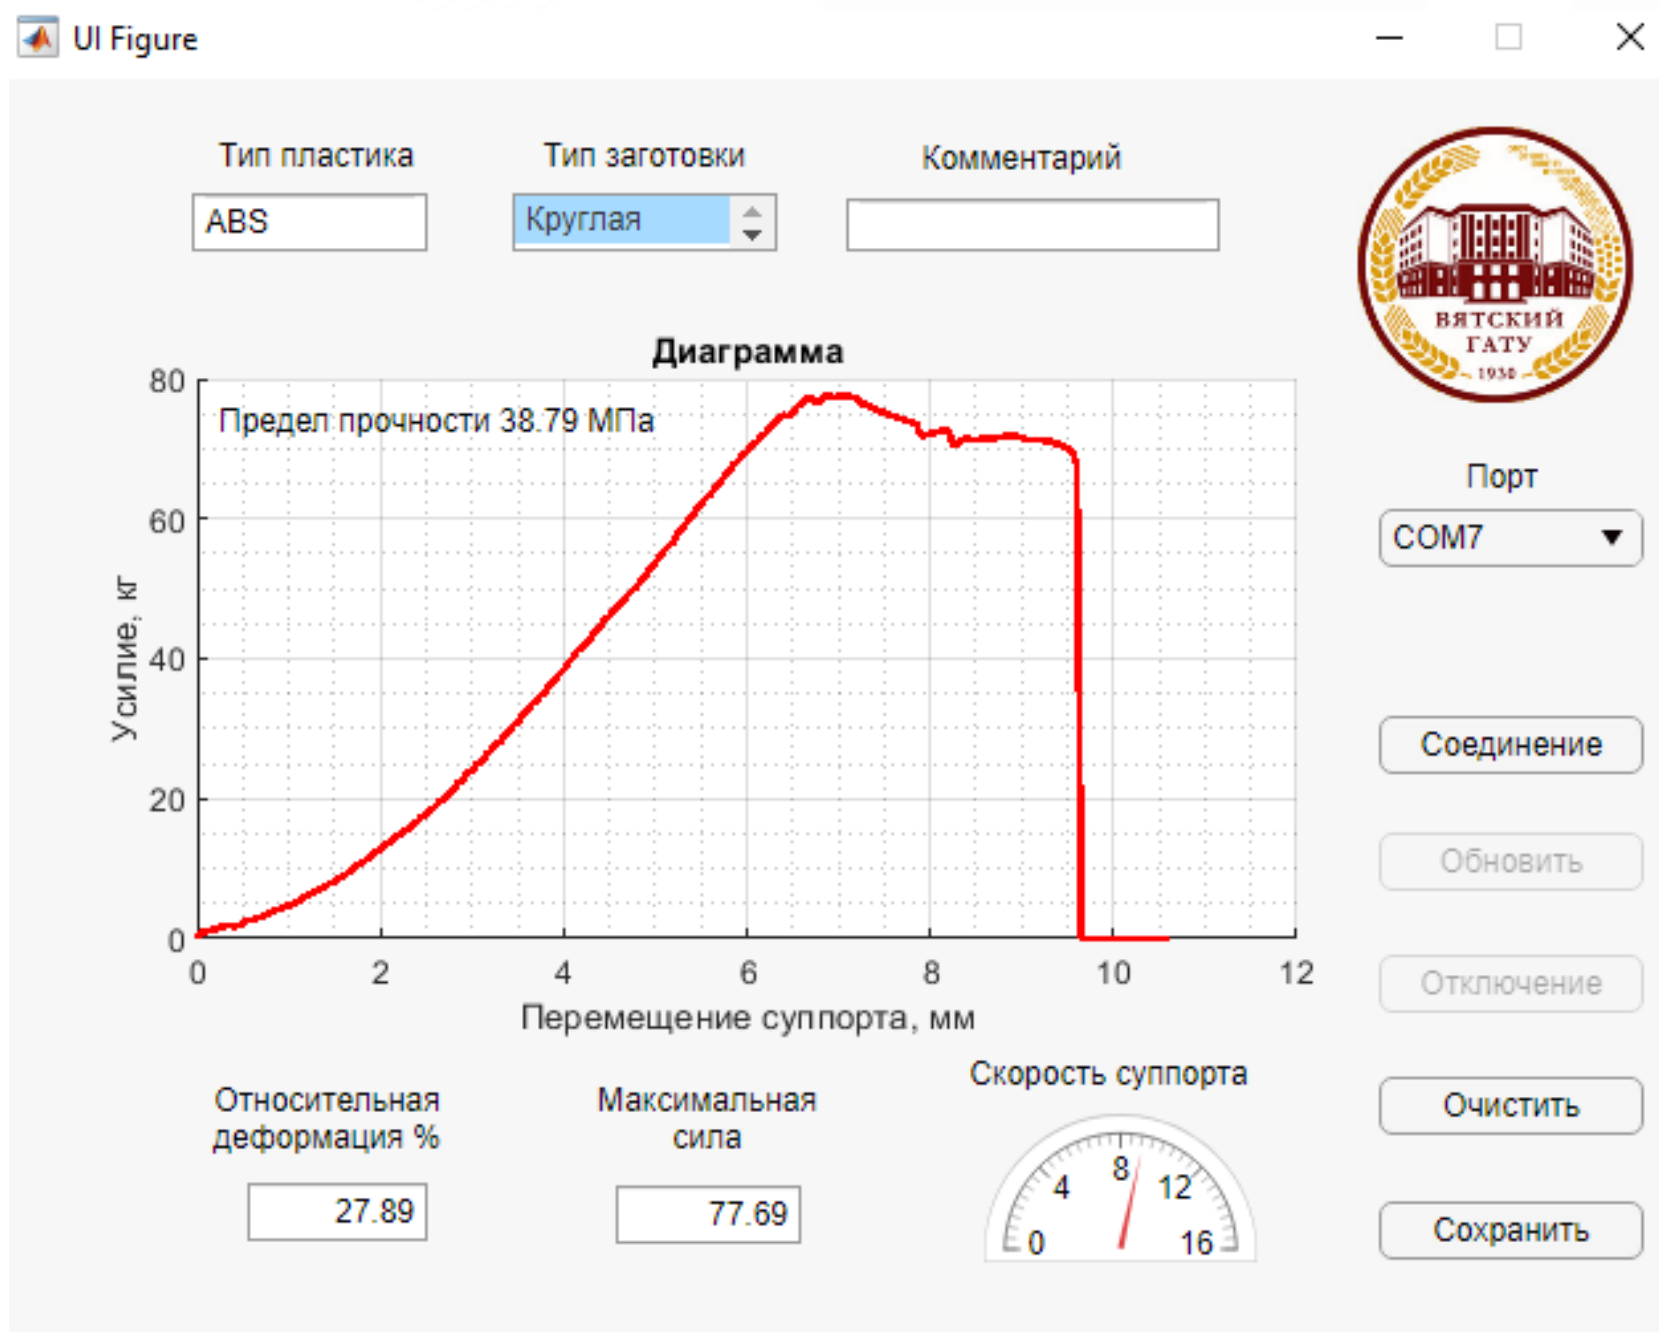 UI Figure
Тип пластика
Тип заготовки
Комментарий
ABS
Круглая
ВЯТСКИЙ
ГАТУ
1930
Диаграмма
Предел прочности 38.79 МПа
80
60
40
20
0
Усилие, кг
0 2 4 6 8 10 12
Перемещение суппорта, мм
Порт
COM7
Соединение
Обновить
Отключение
Очистить
Сохранить
Относительная
деформация %
27.89
Максимальная
сила
77.69
Скорость суппорта
0 4 8 12 16